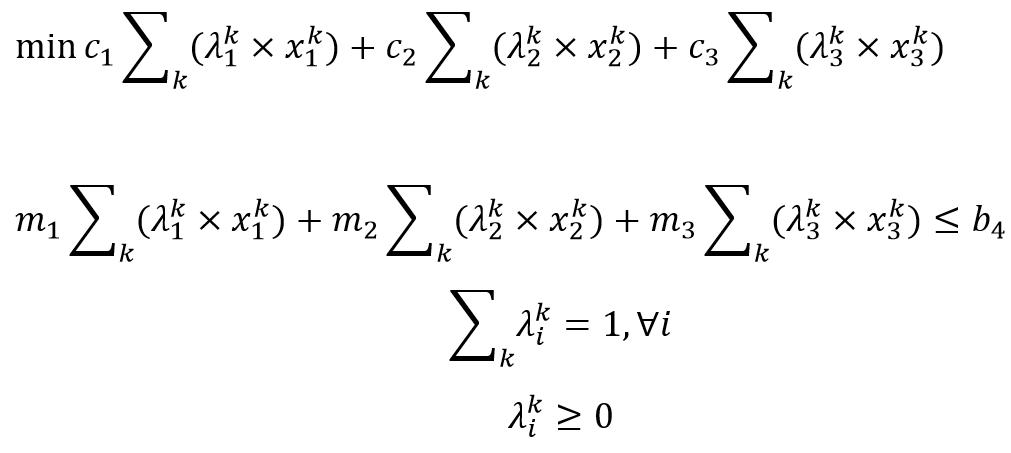 min c₁ ∑ₖ(λ₁ᵏ × x₁ᵏ) + c₂ ∑ₖ(λ₂ᵏ × x₂ᵏ) + c₃ ∑ₖ(λ₃ᵏ × x₃ᵏ)
m₁ ∑ₖ(λ₁ᵏ × x₁ᵏ) + m₂ ∑ₖ(λ₂ᵏ × x₂ᵏ) + m₃ ∑ₖ(λ₃ᵏ × x₃ᵏ) ≤ b₄
∑ₖ λᵢᵏ = 1, ∀i
λᵢᵏ ≥ 0